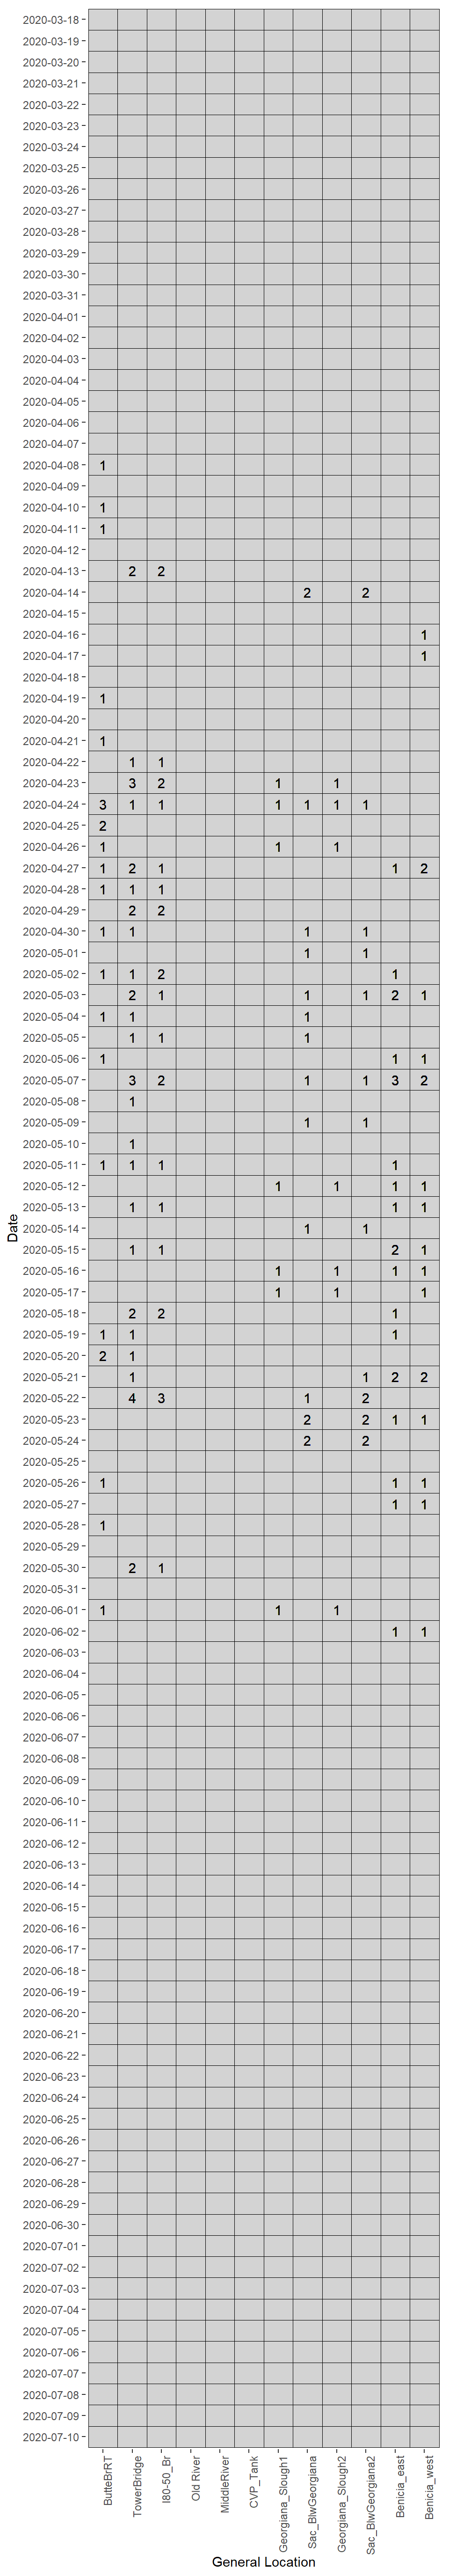 2020-03-18
2020-03-19
2020-03-20
2020-03-21
2020-03-22
2020-03-23
2020-03-24
2020-03-25
2020-03-26
2020-03-27
2020-03-28
2020-03-29
2020-03-30
2020-03-31
2020-04-01
2020-04-02
2020-04-03
2020-04-04
2020-04-05
2020-04-06
2020-04-07
2020-04-08 1
2020-04-09
2020-04-10 1
2020-04-11 1
2020-04-12
2020-04-13 2 2
2020-04-14 2 2
2020-04-15
2020-04-16 1
2020-04-17 1
2020-04-18
2020-04-19 1
2020-04-20
2020-04-21 1
2020-04-22 1 1
2020-04-23 3 2 1 1
2020-04-24 3 1 1 1 1 1 1
2020-04-25 2
2020-04-26 1 1 1
2020-04-27 1 2 1 1 2
2020-04-28 1 1 1
2020-04-29 2 2
2020-04-30 1 1 1 1
2020-05-01 1 1
2020-05-02 1 1 2 1
2020-05-03 2 1 1 1 2 1
2020-05-04 1 1 1
2020-05-05 1 1 1
2020-05-06 1 1 1
2020-05-07 3 2 1 1 3 2
2020-05-08 1
2020-05-09 1 1
2020-05-10 1
2020-05-11 1 1 1 1
2020-05-12 1 1 1 1
2020-05-13 1 1 1 1
2020-05-14 1 1
2020-05-15 1 1 2 1
2020-05-16 1 1 1 1
2020-05-17 1 1 1
2020-05-18 2 2 1
2020-05-19 1 1 1
2020-05-20 2 1
2020-05-21 1 1 2 2
2020-05-22 4 3 1 2
2020-05-23 2 2 1 1
2020-05-24 2 2
2020-05-25
2020-05-26 1 1 1
2020-05-27 1 1
2020-05-28 1
2020-05-29
2020-05-30 2 1
2020-05-31
2020-06-01 1 1 1
2020-06-02 1 1
2020-06-03
2020-06-04
2020-06-05
2020-06-06
2020-06-07
2020-06-08
2020-06-09
2020-06-10
2020-06-11
2020-06-12
2020-06-13
2020-06-14
2020-06-15
2020-06-16
2020-06-17
2020-06-18
2020-06-19
2020-06-20
2020-06-21
2020-06-22
2020-06-23
2020-06-24
2020-06-25
2020-06-26
2020-06-27
2020-06-28
2020-06-29
2020-06-30
2020-07-01
2020-07-02
2020-07-03
2020-07-04
2020-07-05
2020-07-06
2020-07-07
2020-07-08
2020-07-09
2020-07-10
Date
ButteBrRT
TowerBridge
I80-50_Br
Old River
MiddleRiver
CVP_Tank
Georgiana_Slough1
Sac_BlwGeorgiana
Georgiana_Slough2
Sac_BlwGeorgiana2
Benicia_east
Benicia_west
General Location